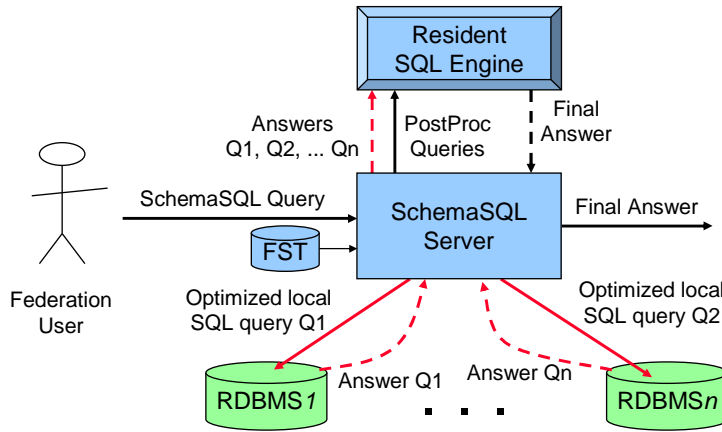 Resident
SQL Engine
Answers
Q1, Q2, ... Qn
PostProc
Queries
Final
Answer
SchemaSQL Query
SchemaSQL
Server
Final Answer
FST
Federation
User
Optimized local
SQL query Q1
Optimized local
SQL query Q2
Answer Q1
Answer Qn
RDBMS1
. . .
RDBMSn